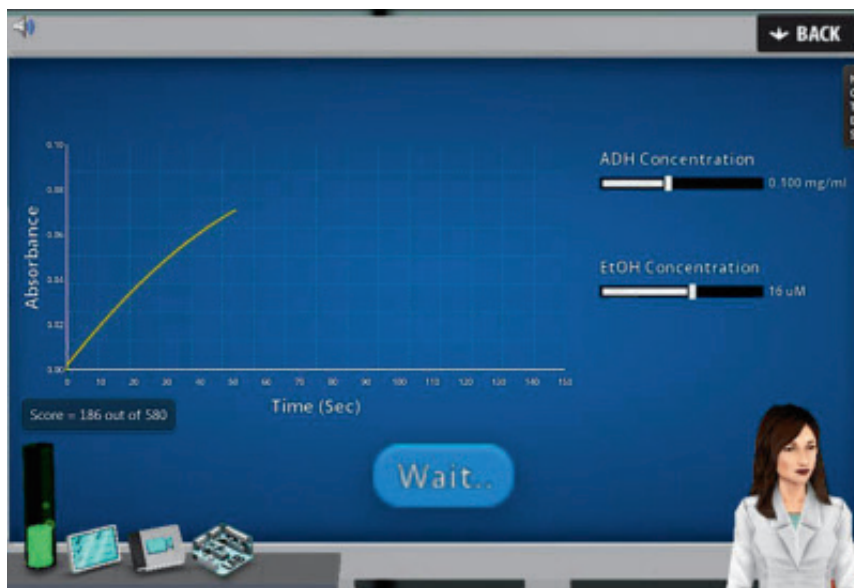 BACK
ADH Concentration
0.100 mg/ml
EtOH Concentration
16 uM
Absorbance
0.10
0.08
0.06
0.04
0.02
0.00
0 10 20 30 40 50 60 70 80 90 100 110 120 130 140 150
Time (Sec)
Score = 186 out of 580
Wait..